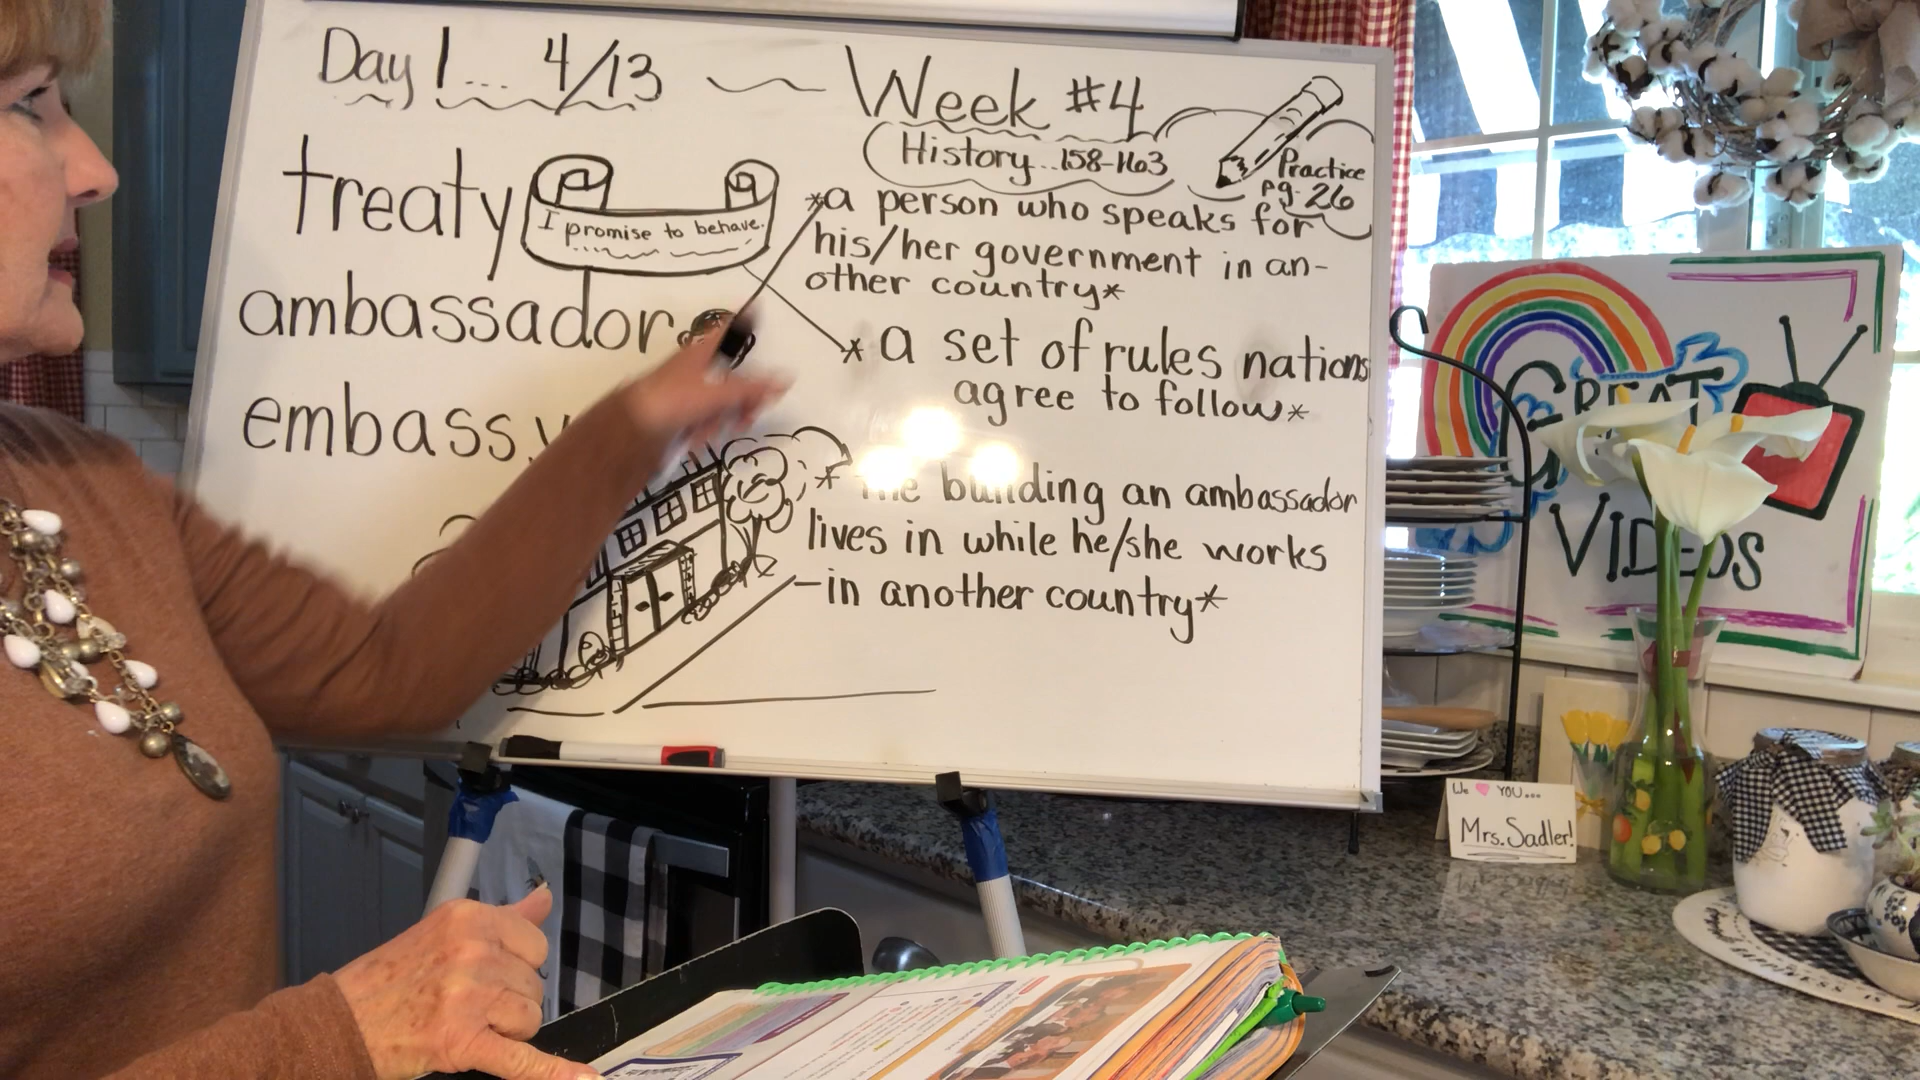 Day 1... 4/13
Week #4
History...158-163
Practice
pg. 26
treaty
I promise to behave.
*a person who speaks for
his/her government in an-
other country*
ambassador
* a set of rules nations
agree to follow*
embassy
* the building an ambassador
lives in while he/she works
in another country*
GREAT
VIDEOS
We ♥ YOU...
Mrs. Sadler!